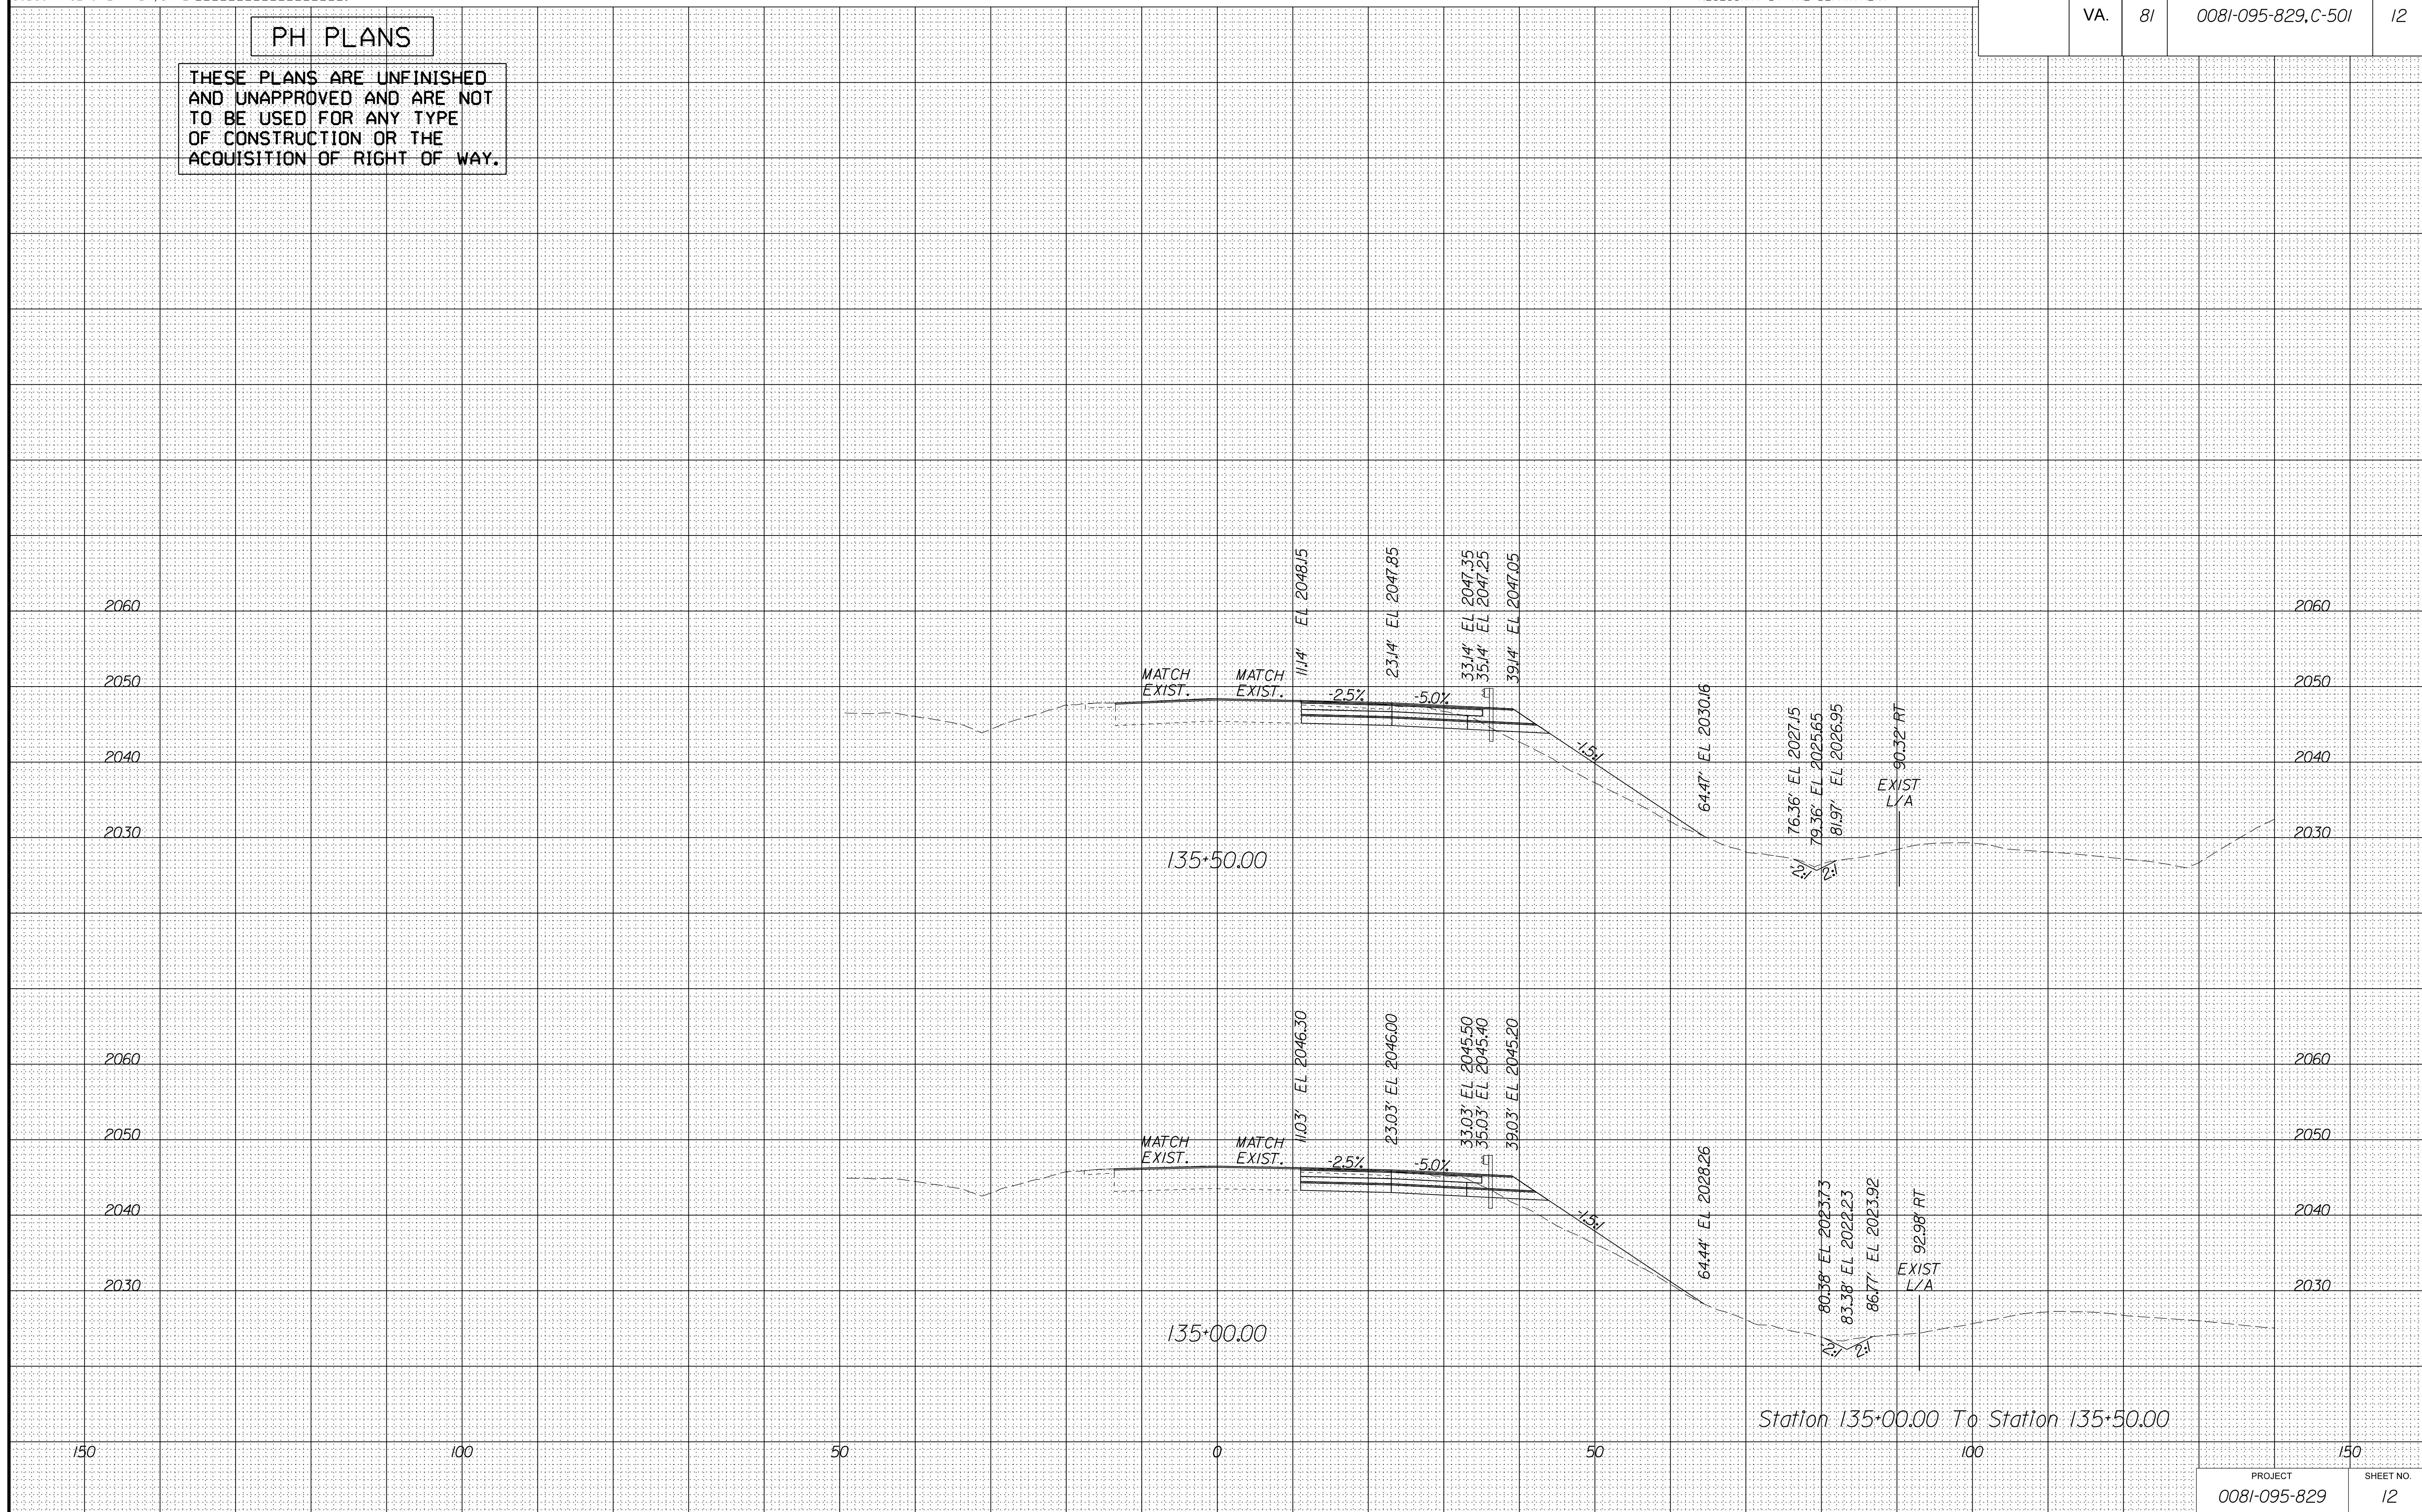 VA. 81 0081-095-829, C-501 12
PH PLANS
THESE PLANS ARE UNFINISHED
AND UNAPPROVED AND ARE NOT
TO BE USED FOR ANY TYPE
OF CONSTRUCTION OR THE
ACQUISITION OF RIGHT OF WAY.
11.14' EL 2048.15
23.14' EL 2047.85
33.14' EL 2047.35
35.14' EL 2047.25
39.14' EL 2047.05
64.47' EL 2030.16
76.36' EL 2027.15
79.36' EL 2025.65
81.97' EL 2026.95
90.32' RT
EXIST
L/A
2060 2060
2050 2050
2040 2040
2030 2030
MATCH
EXIST.
MATCH
EXIST.
-2.5%
-5.0%
-1.5:1
-2:1
2:1
135+50.00
11.03' EL 2046.30
23.03' EL 2046.00
33.03' EL 2045.50
35.03' EL 2045.40
39.03' EL 2045.20
64.44' EL 2028.26
80.38' EL 2023.73
83.38' EL 2022.23
86.77' EL 2023.92
92.98' RT
EXIST
L/A
2060 2060
2050 2050
2040 2040
2030 2030
MATCH
EXIST.
MATCH
EXIST.
-2.5%
-5.0%
-1.5:1
-2:1
2:1
135+00.00
Station 135+00.00 To Station 135+50.00
150 100 50 0 50 100 150
PROJECT SHEET NO.
0081-095-829 12